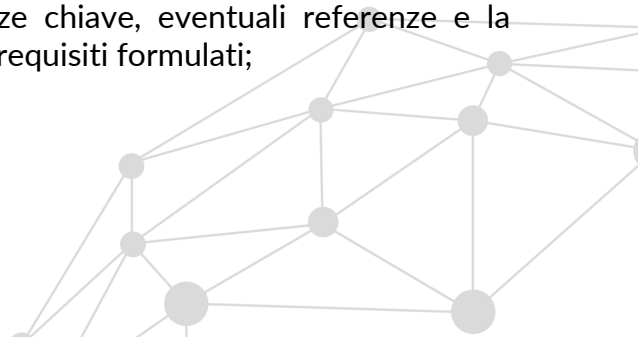 ze chiave, eventuali referenze e la
requisiti formulati;